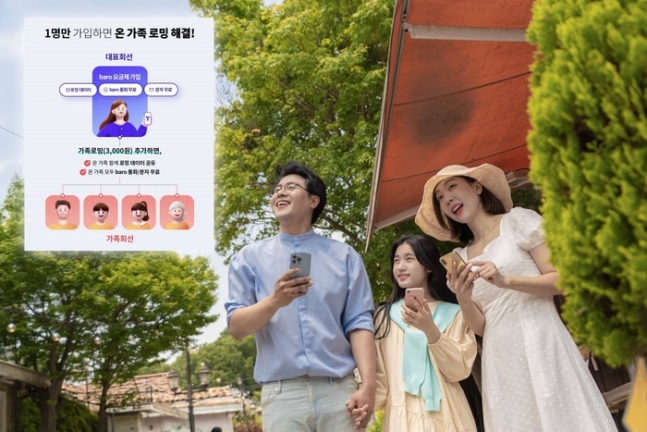 1명만 가입하면 온 가족 로밍 해결!
대표회선
baro 요금제 가입
로밍 데이터
baro 통화 무료
문자 무료
가족로밍(3,000원) 추가하면,
온 가족 함께 로밍 데이터 공유
온 가족 모두 baro 통화/문자 무료
가족회선